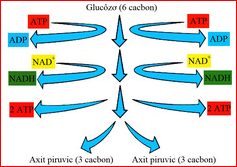 Glucôzơ (6 cacbon)
ATP ATP
ADP ADP
NAD⁺ NAD⁺
NADH NADH
2 ATP 2 ATP
Axit piruvic (3 cacbon) Axit piruvic (3 cacbon)